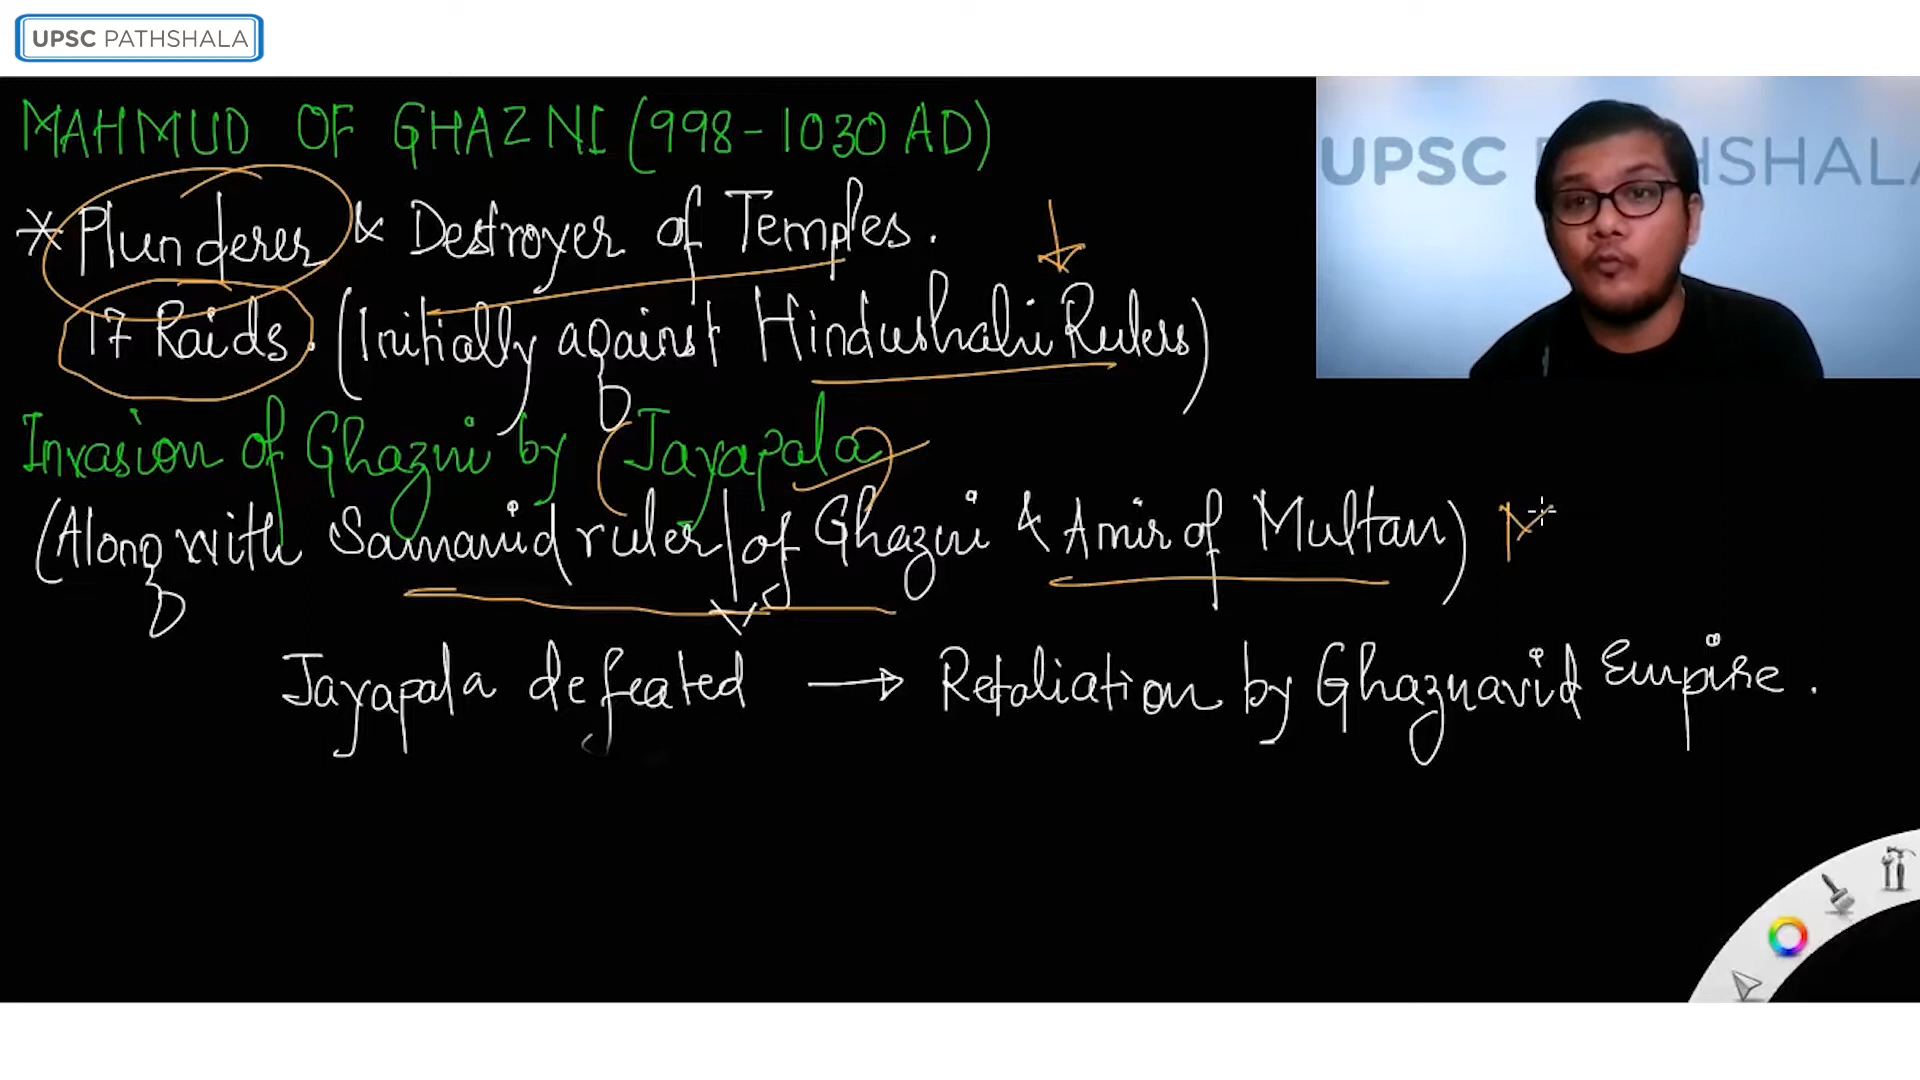 UPSC PATHSHALA
MAHMUD OF GHAZNI (998-1030 AD)
UPSC PATHSHALA
* Plunderer & Destroyer of Temples.
17 Raids. (Initially against Hindushahi Rulers)
Invasion of Ghazni by Jayapala
(Along with Samanid ruler of Ghazni & Amir of Multan)
Jayapala defeated → Retaliation by Ghaznavid Empire.